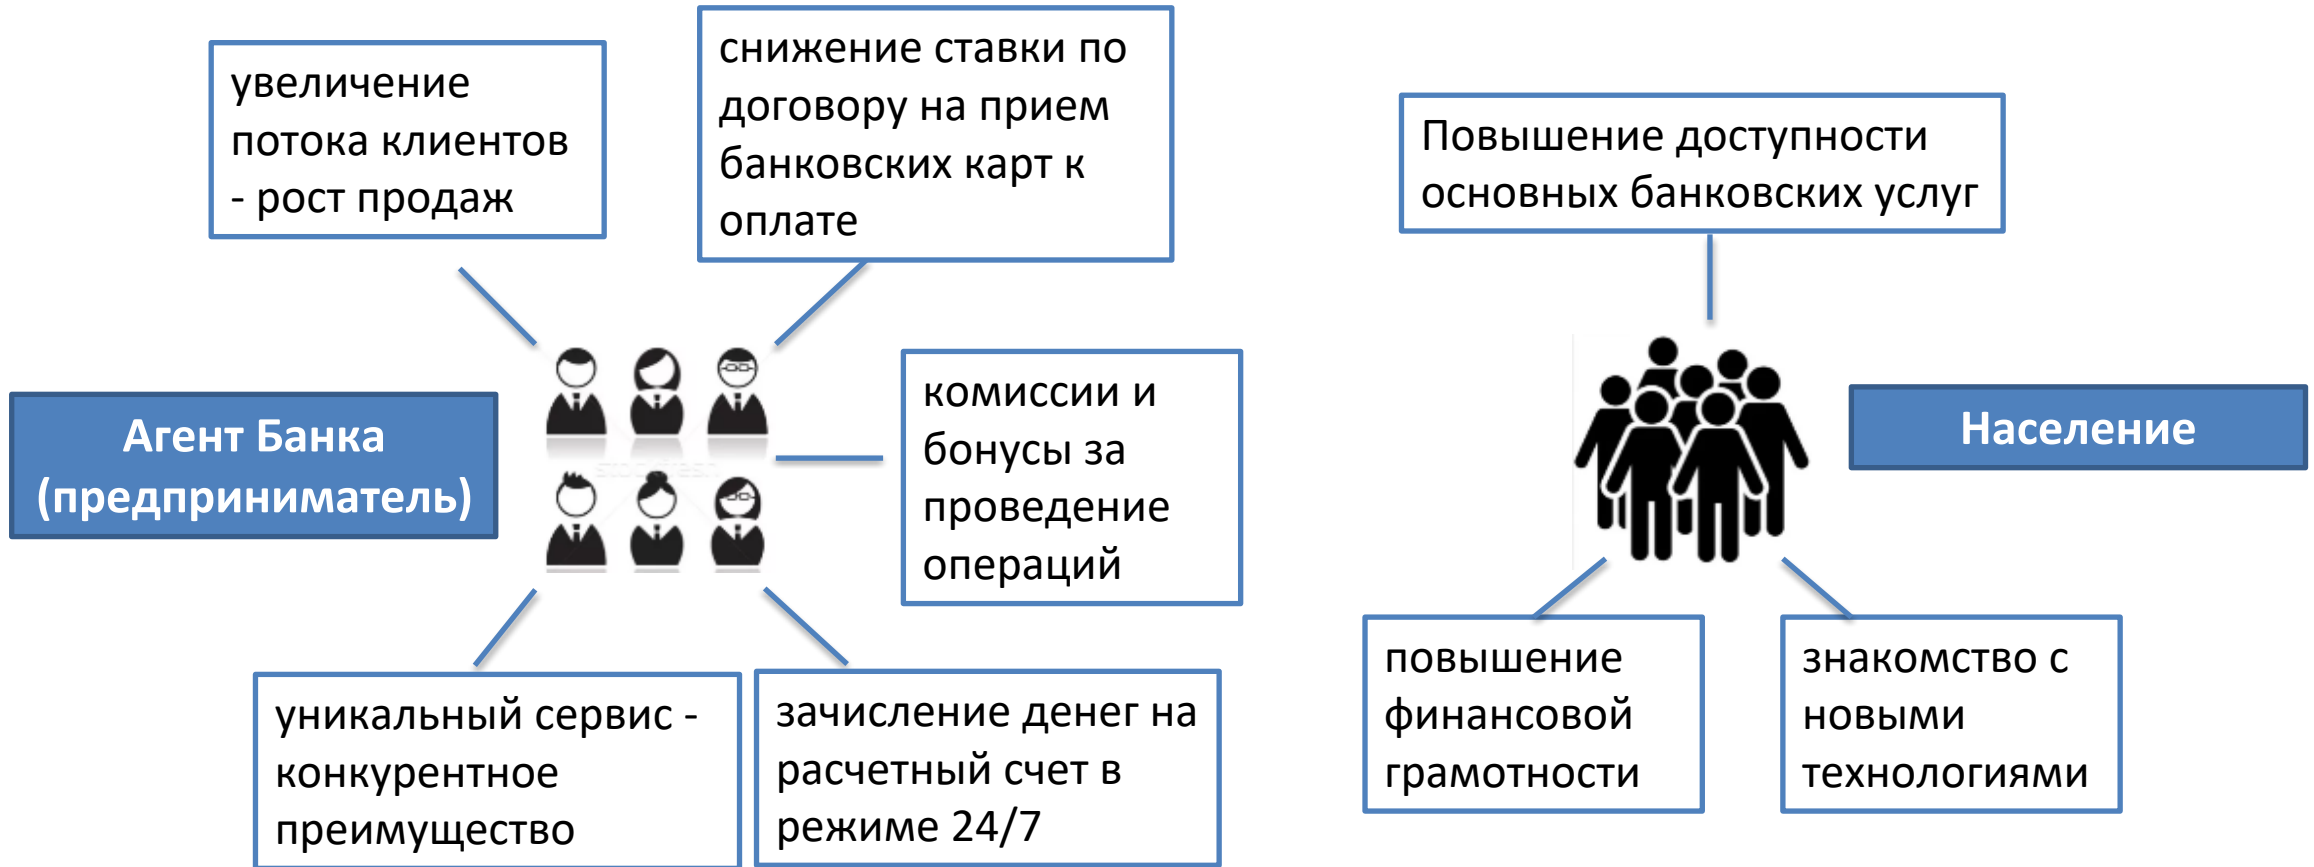 увеличение
потока клиентов
- рост продаж
снижение ставки по
договору на прием
банковских карт к
оплате
Агент Банка
(предприниматель)
комиссии и
бонусы за
проведение
операций
уникальный сервис -
конкурентное
преимущество
зачисление денег на
расчетный счет в
режиме 24/7
Повышение доступности
основных банковских услуг
Население
повышение
финансовой
грамотности
знакомство с
новыми
технологиями